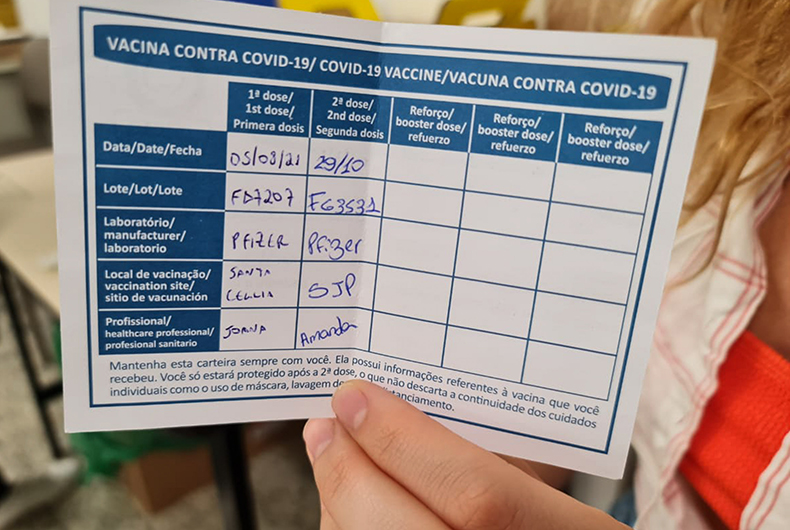 VACINA CONTRA COVID-19/ COVID-19 VACCINE/VACUNA CONTRA COVID-19
1ª dose/
1st dose/
Primera dosis
2ª dose/
2nd dose/
Segunda dosis
Reforço/
booster dose/
refuerzo
Reforço/
booster dose/
refuerzo
Reforço/
booster dose/
refuerzo
Data/Date/Fecha
05/08/21
29/10
Lote/Lot/Lote
FD7207
FG3531
Laboratório/
manufacturer/
laboratorio
PFIZER
Pfizer
Local de vacinação/
vaccination site/
sitio de vacunación/
SANTA
CECILIA
SJP
Profissional/
healthcare professional/
profesional sanitario
Amanda
Mantenha esta carteira sempre com você. Ela possui informações referentes à vacina que você
recebeu. Você só estará protegido após a 2ª dose, o que não descarta a continuidade dos cuidados
individuais como o uso de máscara, lavagem